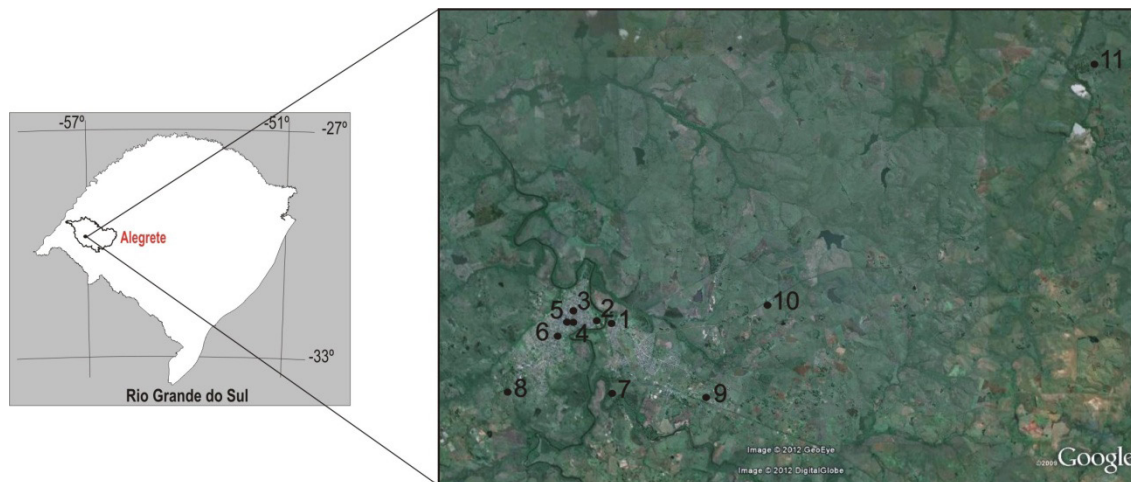 -57º
-51º
-27º
Alegrete
-33º
Rio Grande do Sul
11
10
3
5
2
1
4
6
8
7
9
Image © 2012 GeoEye
Image © 2012 DigitalGlobe
Google